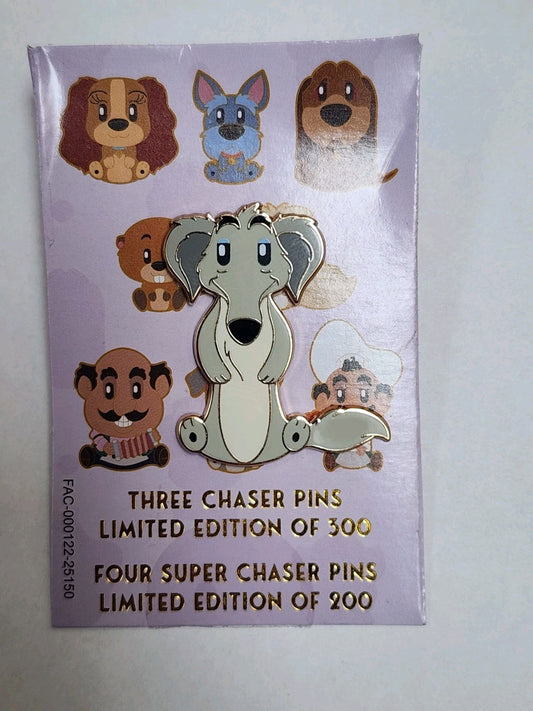 THREE CHASER PINS
LIMITED EDITION OF 300
FOUR SUPER CHASER PINS
LIMITED EDITION OF 200
FAC-000122-25150